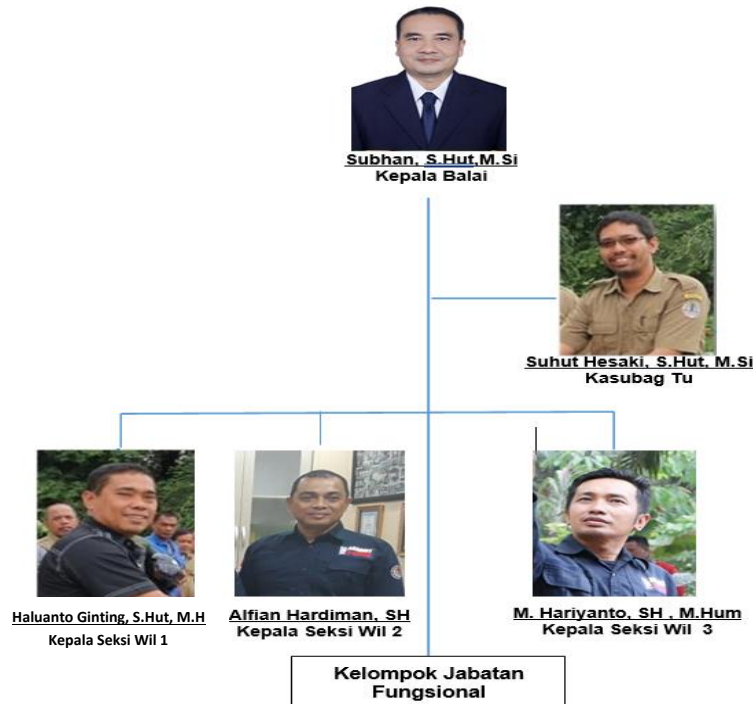 Subhan, S.Hut,M.Si
Kepala Balai
Suhut Hesaki, S.Hut, M.Si
Kasubag Tu
Haluanto Ginting, S.Hut, M.H
Kepala Seksi Wil 1
Alfian Hardiman, SH
Kepala Seksi Wil 2
M. Hariyanto, SH , M.Hum
Kepala Seksi Wil 3
Kelompok Jabatan
Fungsional